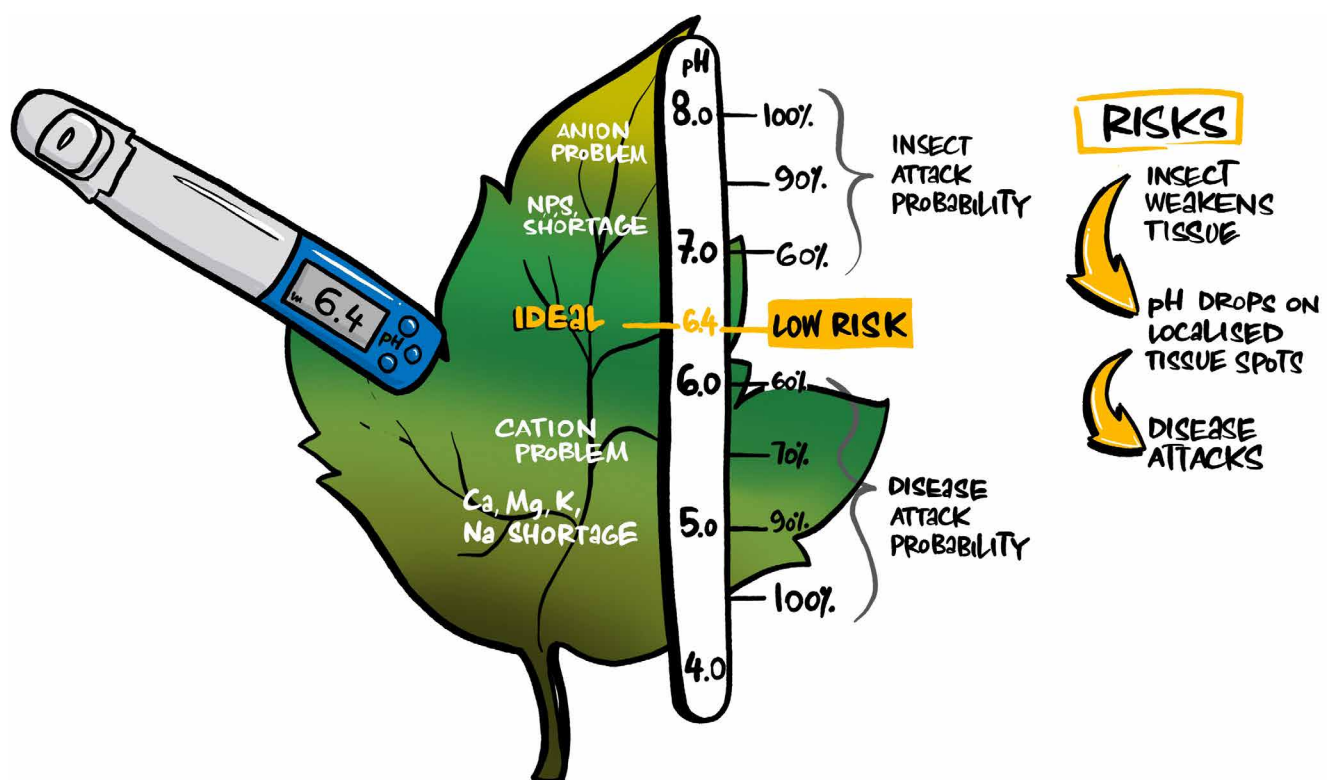 pH
8.0
7.0
6.4
6.0
5.0
4.0
ANION
PROBLEM
NPS,
SHORTAGE
IDEAL
CATION
PROBLEM
Ca, Mg, K,
Na SHORTAGE
6.4
pH
100%
90%
60%
LOW RISK
60%
70%
90%
100%
INSECT
ATTACK
PROBABILITY
DISEASE
ATTACK
PROBABILITY
RISKS
INSECT
WEAKENS
TISSUE
pH DROPS ON
LOCALISED
TISSUE SPOTS
DISEASE
ATTACKS